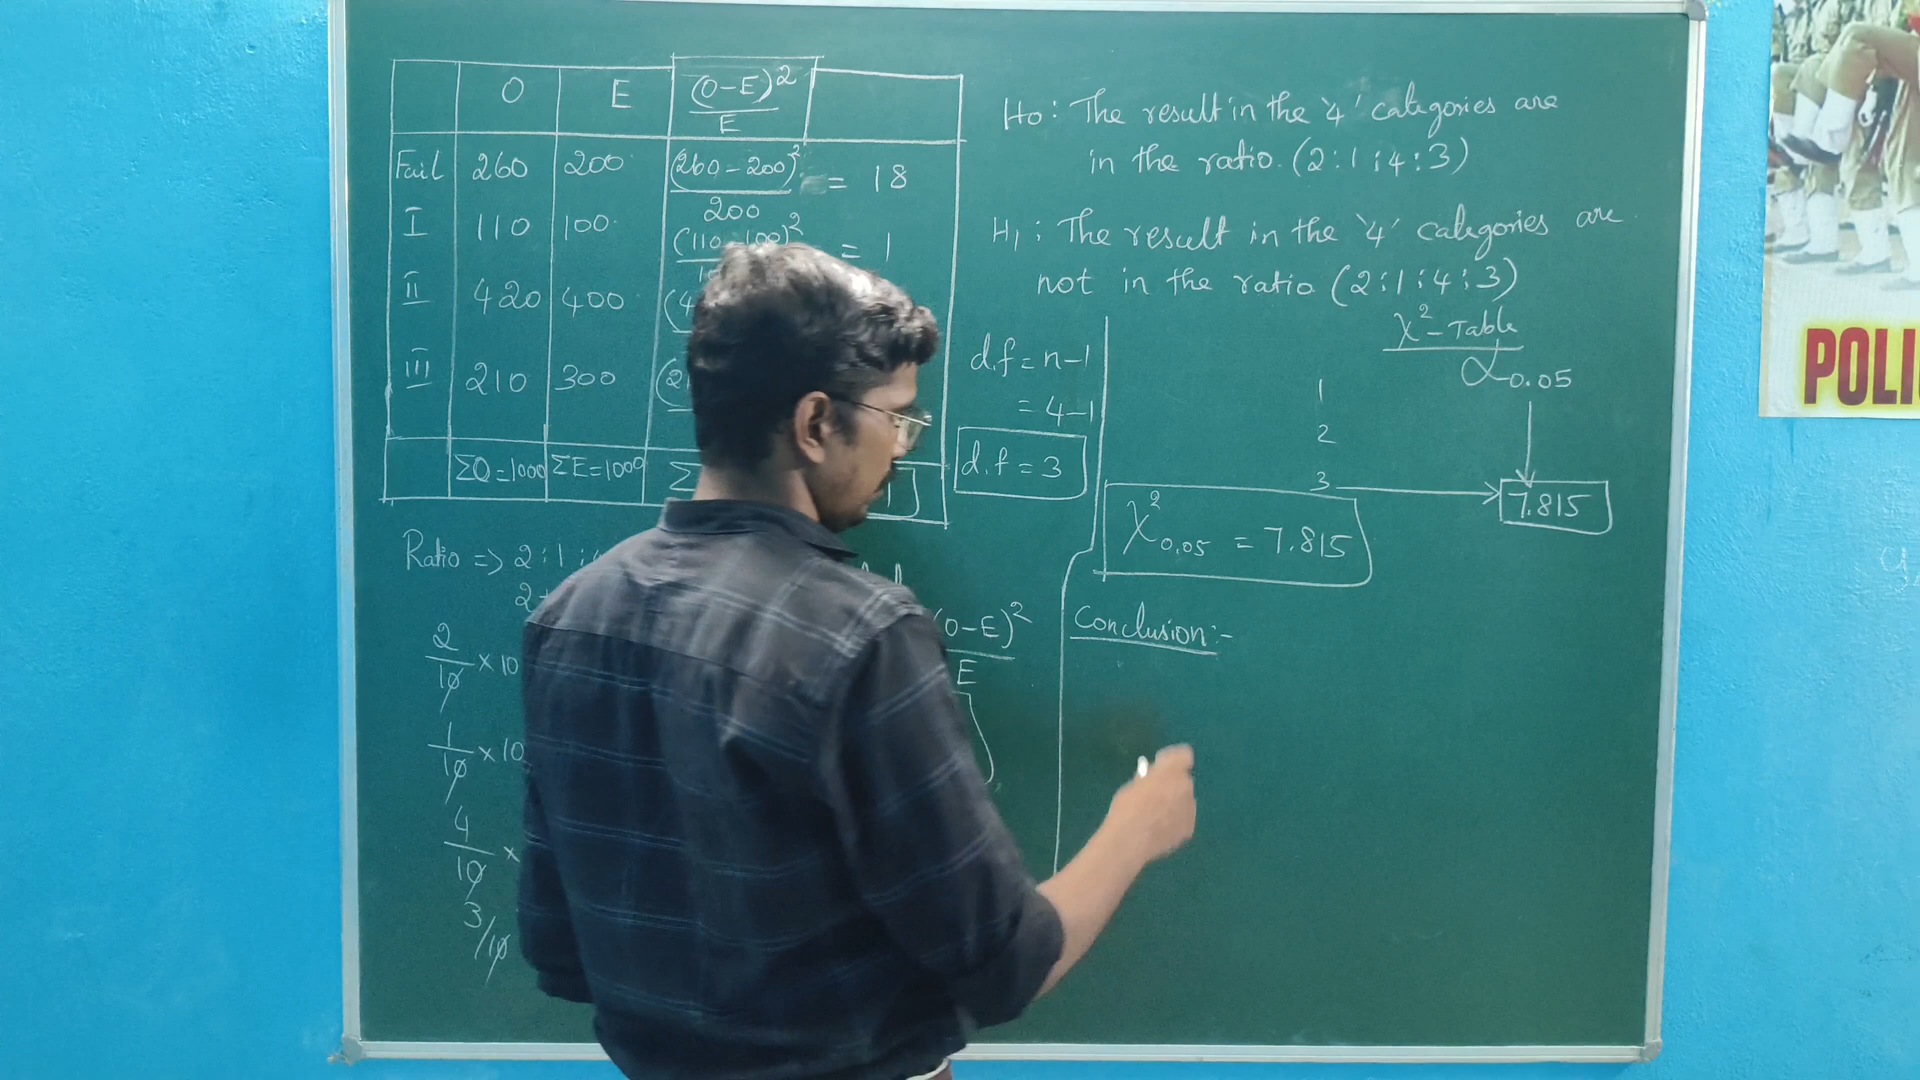 O E (O-E)² / E
Fail 260 200 (260-200)² / 200 = 18
I 110 100 (110-100)² = 1
II 420 400 (4
III 210 300 (2
ΣO=1000 ΣE=1000 Σ
Ratio => 2:1:
2+
2/10 × 10
1/10 × 10
4/10 ×
3/10
(O-E)² / E
H0: The result in the '4' categories are
in the ratio. (2:1:4:3)
H1: The result in the '4' categories are
not in the ratio (2:1:4:3)
d.f = n-1
= 4-1
d.f = 3
χ²-Table
α0.05
1
2
3 7.815
χ²0.05 = 7.815
Conclusion:-
POLI